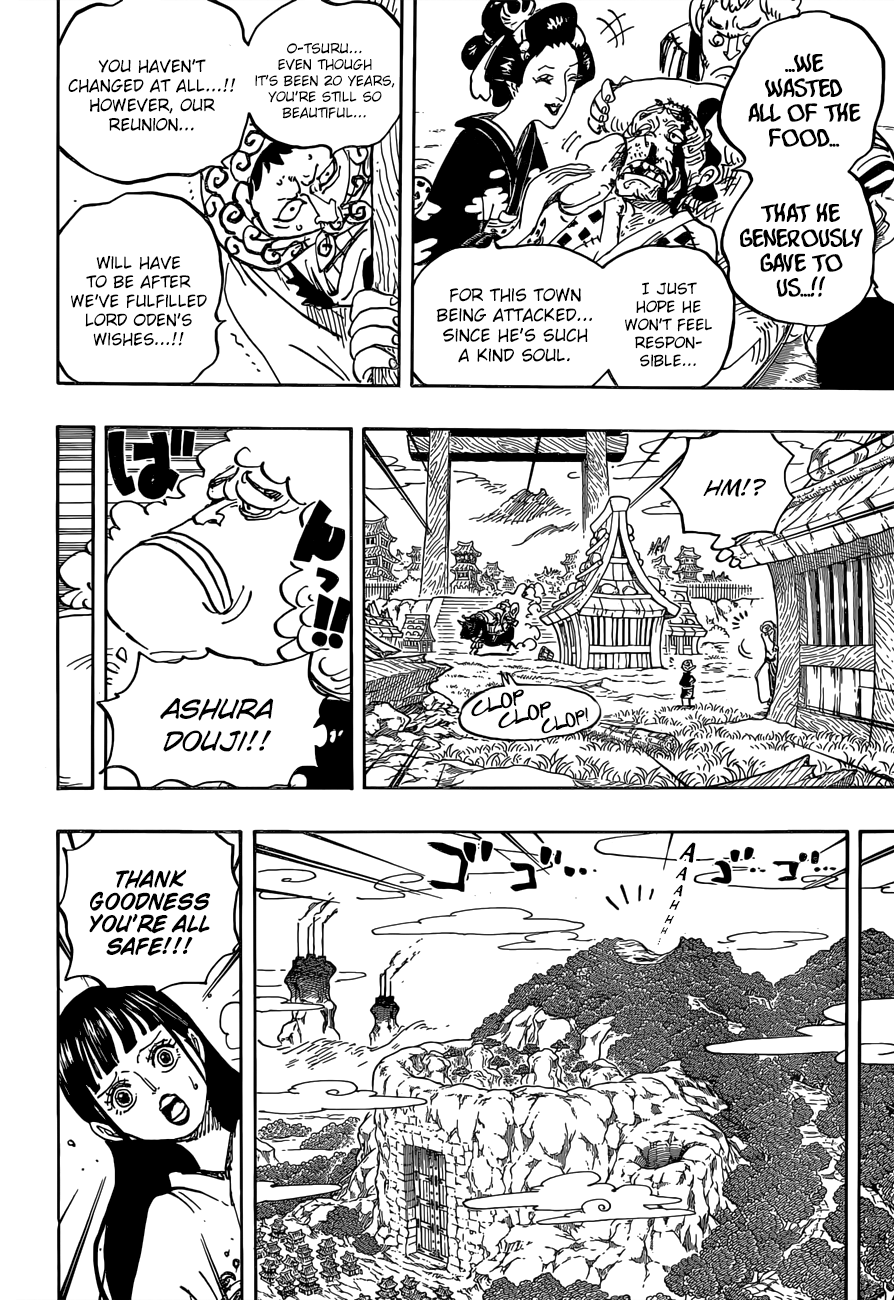 ...WE
WASTED
ALL OF THE
FOOD...
THAT HE
GENEROUSLY
GAVE TO
US...!!
I JUST
HOPE HE
WON'T FEEL
RESPON-
SIBLE...
FOR THIS TOWN
BEING ATTACKED...
SINCE HE'S SUCH
A KIND SOUL.
O-TSURU...
EVEN THOUGH
IT'S BEEN 20 YEARS,
YOU'RE STILL SO
BEAUTIFUL...
YOU HAVEN'T
CHANGED AT ALL...!!
HOWEVER, OUR
REUNION...
WILL HAVE
TO BE AFTER
WE'VE FULFILLED
LORD ODEN'S
WISHES...!!
HM!?
CLOP
CLOP
CLOP!
ばんっ!!
ASHURA
DOUJI!!
AAAAHHH
ゴゴゴ...ゴ...
THANK
GOODNESS
YOU'RE ALL
SAFE!!!